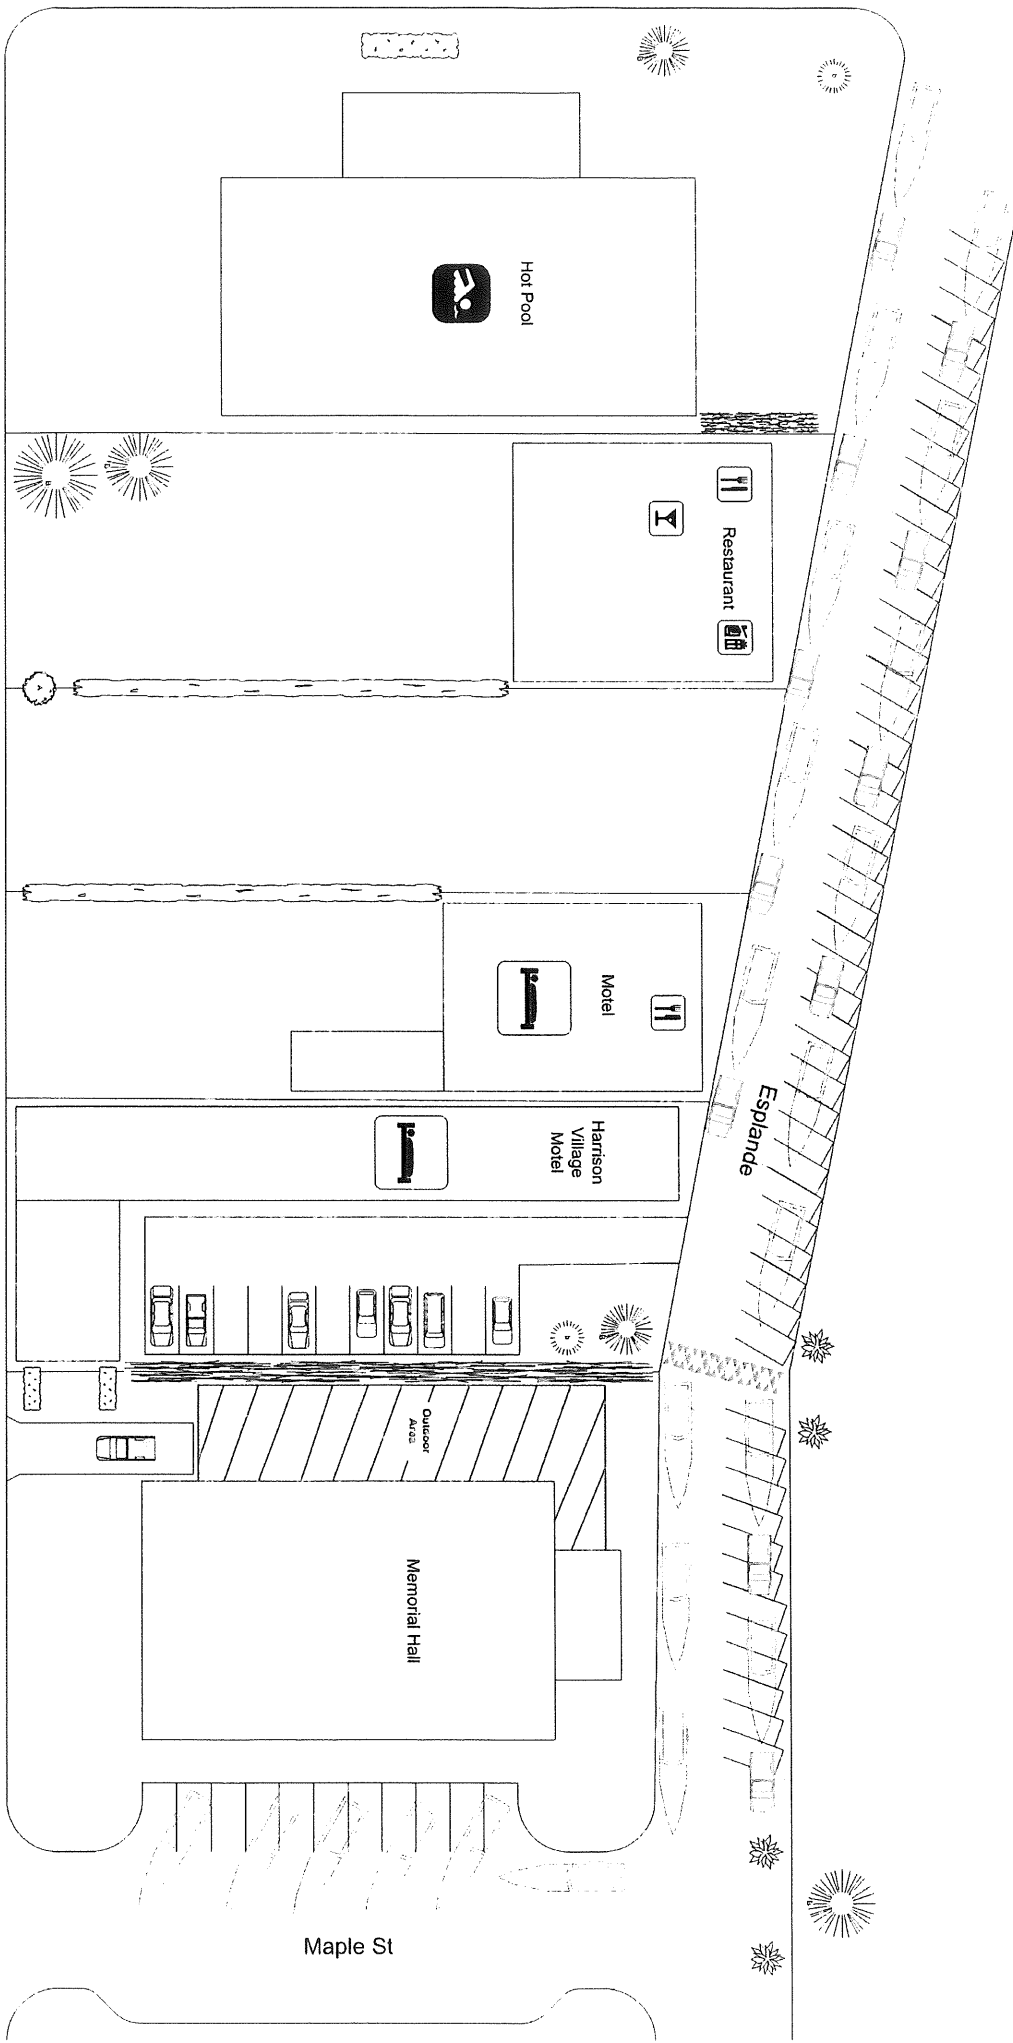 Hot Pool
Restaurant
Motel
Esplande
Harrison
Village
Motel
Outdoor
Area
Memorial Hall
Maple St